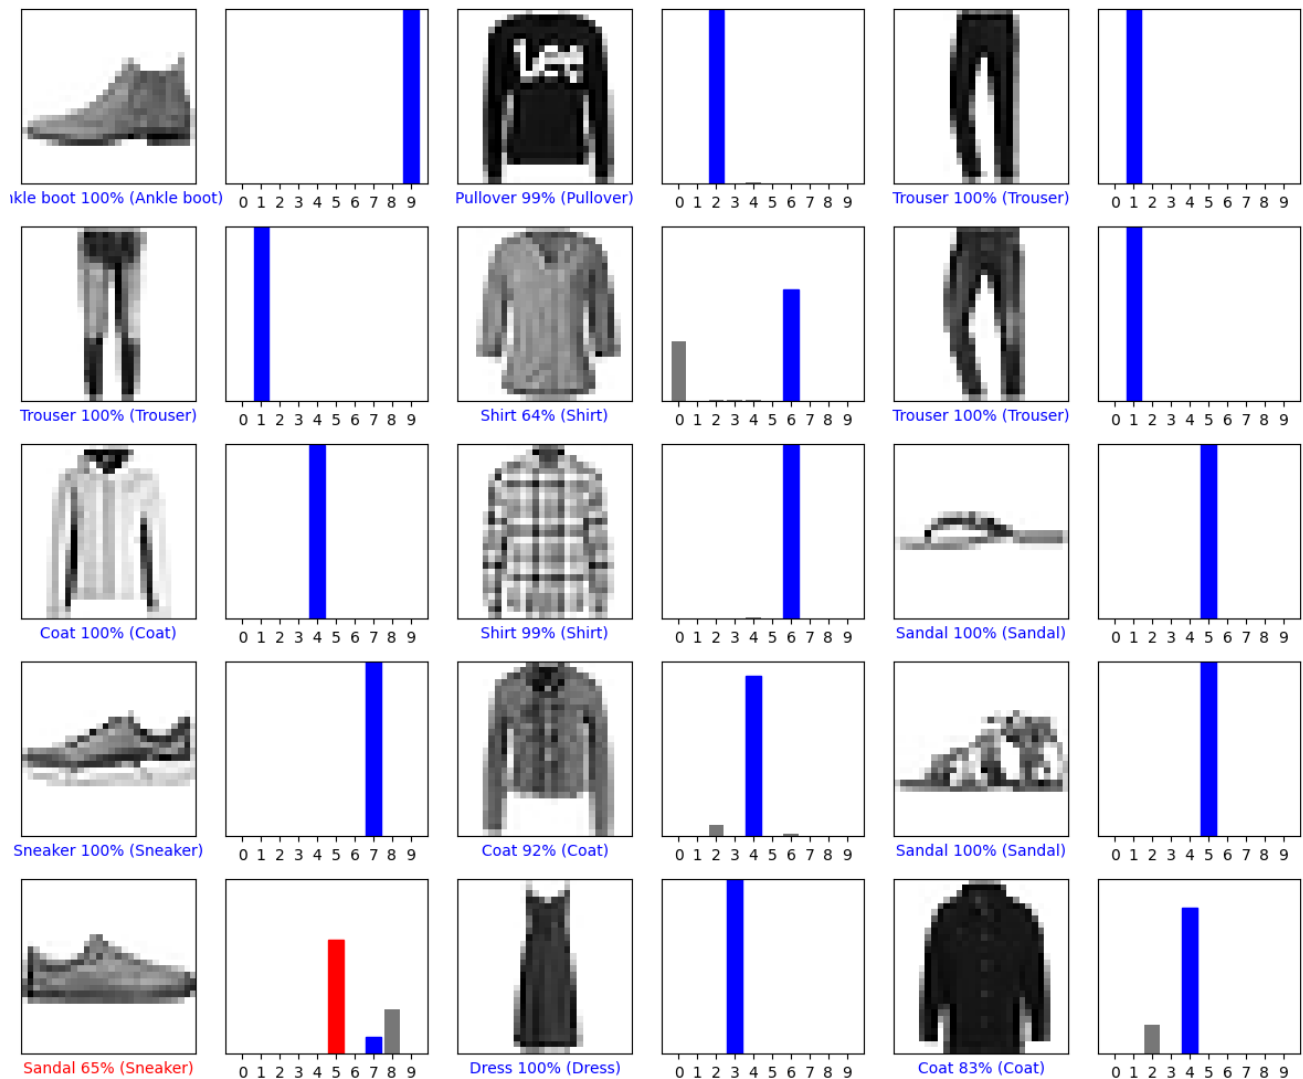 Lee
nkle boot 100% (Ankle boot)
0 1 2 3 4 5 6 7 8 9
Pullover 99% (Pullover)
0 1 2 3 4 5 6 7 8 9
Trouser 100% (Trouser)
0 1 2 3 4 5 6 7 8 9
Trouser 100% (Trouser)
0 1 2 3 4 5 6 7 8 9
Shirt 64% (Shirt)
0 1 2 3 4 5 6 7 8 9
Trouser 100% (Trouser)
0 1 2 3 4 5 6 7 8 9
Coat 100% (Coat)
0 1 2 3 4 5 6 7 8 9
Shirt 99% (Shirt)
0 1 2 3 4 5 6 7 8 9
Sandal 100% (Sandal)
0 1 2 3 4 5 6 7 8 9
Sneaker 100% (Sneaker)
0 1 2 3 4 5 6 7 8 9
Coat 92% (Coat)
0 1 2 3 4 5 6 7 8 9
Sandal 100% (Sandal)
0 1 2 3 4 5 6 7 8 9
Sandal 65% (Sneaker)
0 1 2 3 4 5 6 7 8 9
Dress 100% (Dress)
0 1 2 3 4 5 6 7 8 9
Coat 83% (Coat)
0 1 2 3 4 5 6 7 8 9